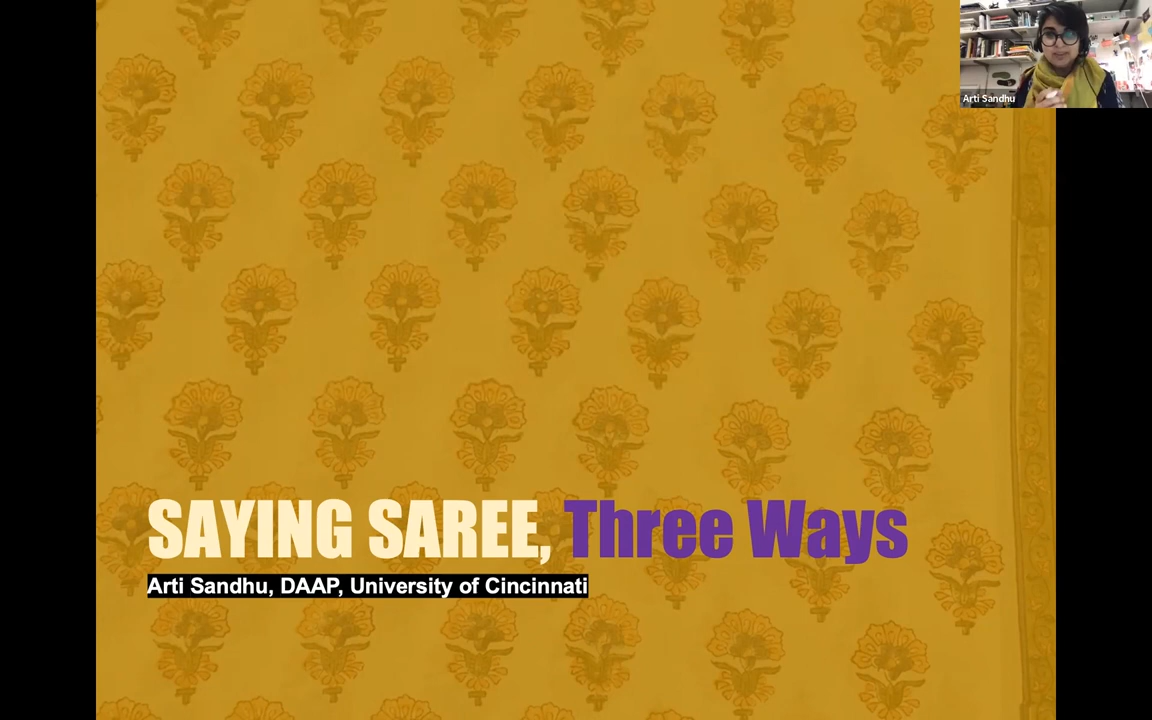 Arti Sandhu
SAYING SAREE, Three Ways
Arti Sandhu, DAAP, University of Cincinnati